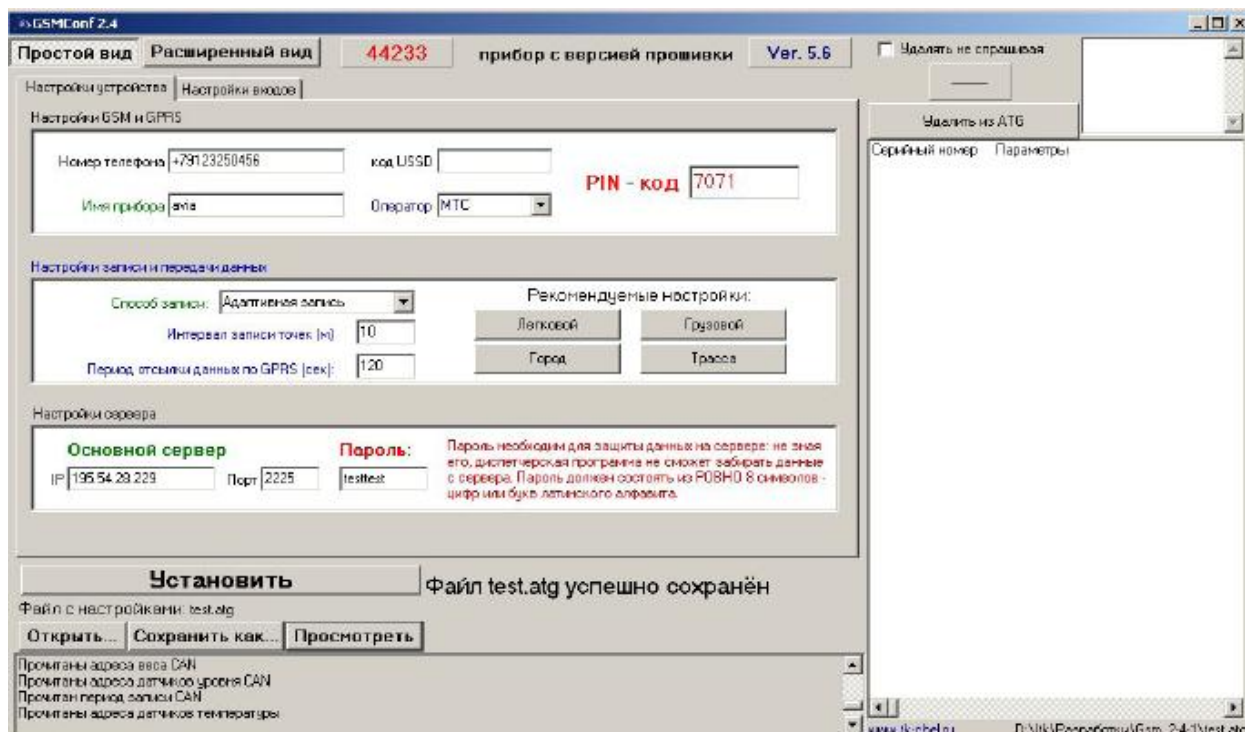 GSMConf 2.4
Простой вид Расширенный вид 44233 прибор с версией прошивки Ver. 5.6
Удалять не спрашивая
Удалить из ATG
Серийный номер Параметры
Настройки устройства Настройки входов
Настройки GSM и GPRS
Номер телефона +79123250456 код USSD
PIN - код 7071
Имя прибора avia Оператор МТС
Настройки записи и передачи данных
Способ записи: Адаптивная запись
Рекомендуемые настройки:
Интервал записи точек (м) 10
Легковой Грузовой
Период отсылки данных по GPRS (сек): 120
Город Трасса
Настройки сервера
Основной сервер Пароль:
IP 195.54.28.229 Порт 2225 testtest
Пароль необходим для защиты данных на сервере: не зная
его, диспетчерская программа не сможет забирать данные
с сервера. Пароль должен состоять из РОВНО 8 символов -
цифр или букв латинского алфавита.
Установить Файл test.atg успешно сохранён
Файл с настройками: test.atg
Открыть... Сохранить как... Просмотреть
Прочитаны адреса веса CAN
Прочитаны адреса датчиков уровня CAN
Прочитан период записи CAN
Прочитаны адреса датчиков температуры